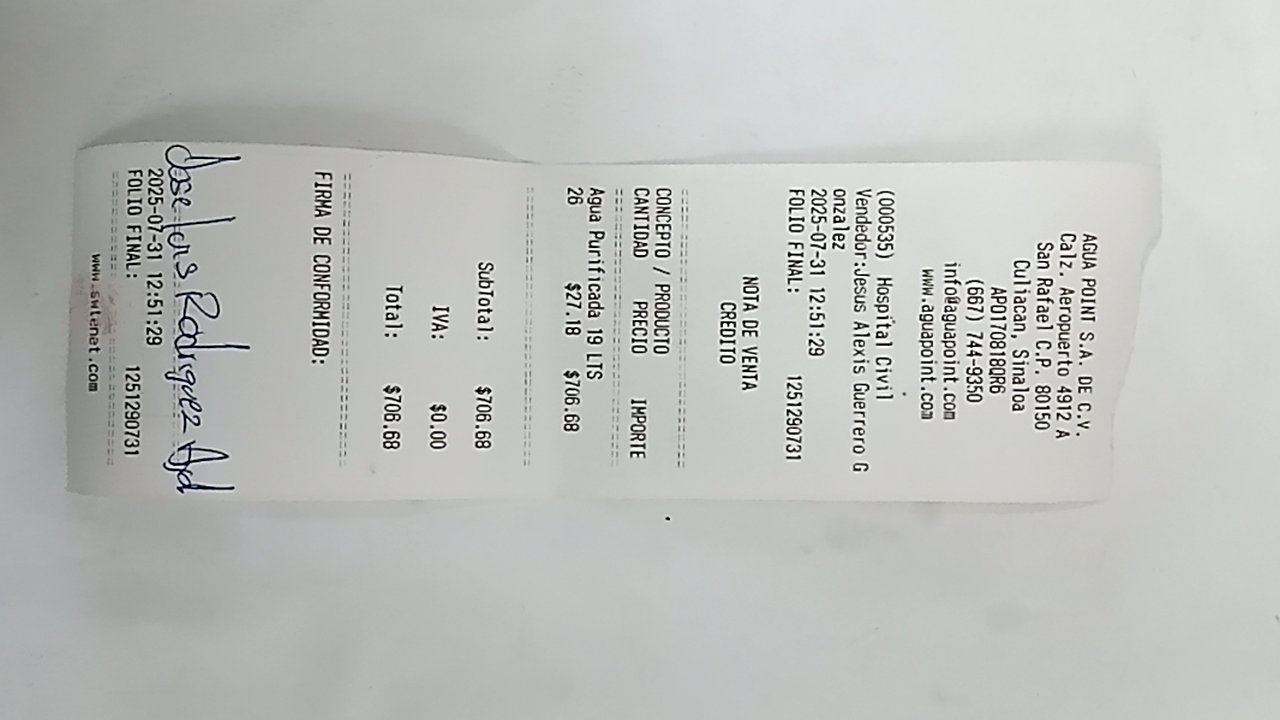 AGUA POINT S.A. DE C.V.
Calz. Aeropuerto 4912 A
San Rafael C.P. 80150
Culiacan, Sinaloa
APO170818QR6
(667) 744-9350
info@aguapoint.com
www.aguapoint.com
(000535) Hospital Civil
Vendedor:Jesus Alexis Guerrero G
onzalez
2025-07-31 12:51:29
FOLIO FINAL: 1251290731
NOTA DE VENTA
CREDITO
CONCEPTO / PRODUCTO
CANTIDAD PRECIO IMPORTE
Agua Purificada 19 LTS
26 $27.18 $706.68
SubTotal: $706.68
IVA: $0.00
Total: $706.68
FIRMA DE CONFORMIDAD:
Jose Luis Rodriguez
2025-07-31 12:51:29
FOLIO FINAL: 1251290731
www.swtenet.com